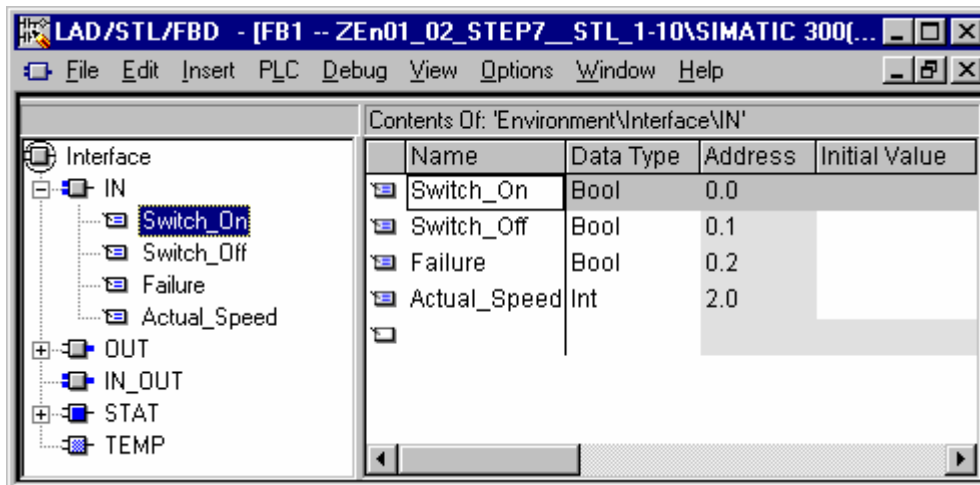 LAD/STL/FBD - [FB1 -- ZEn01_02_STEP7__STL_1-10\SIMATIC 300(...
File Edit Insert PLC Debug View Options Window Help
Contents Of: 'Environment\Interface\IN'
Interface
IN
Switch_On
Switch_Off
Failure
Actual_Speed
OUT
IN_OUT
STAT
TEMP
Name Data Type Address Initial Value
Switch_On Bool 0.0
Switch_Off Bool 0.1
Failure Bool 0.2
Actual_Speed Int 2.0